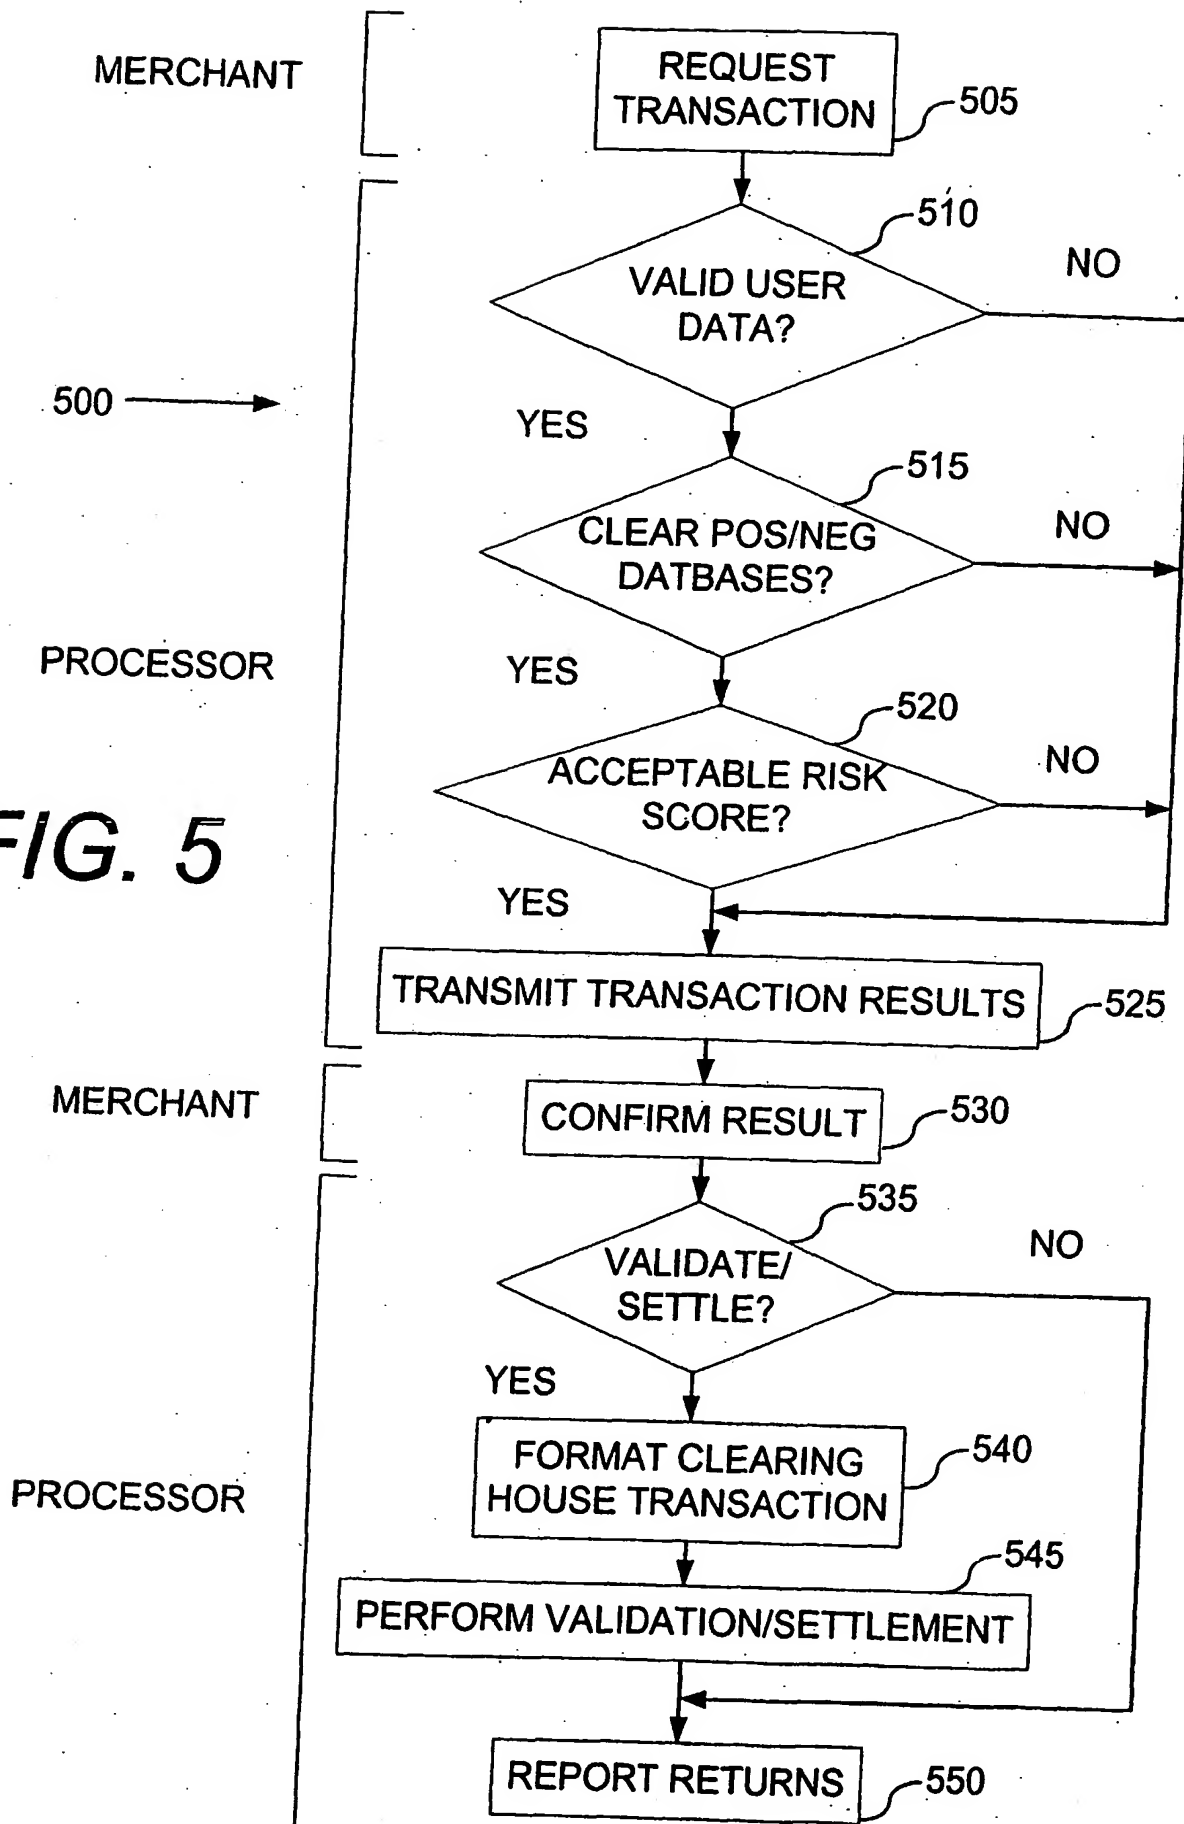 MERCHANT
REQUEST
TRANSACTION
505
510
VALID USER
DATA?
NO
500
YES
515
CLEAR POS/NEG
DATBASES?
NO
PROCESSOR
YES
520
ACCEPTABLE RISK
SCORE?
NO
FIG. 5
YES
TRANSMIT TRANSACTION RESULTS
525
MERCHANT
CONFIRM RESULT
530
535
VALIDATE/
SETTLE?
NO
YES
PROCESSOR
FORMAT CLEARING
HOUSE TRANSACTION
540
545
PERFORM VALIDATION/SETTLEMENT
REPORT RETURNS
550